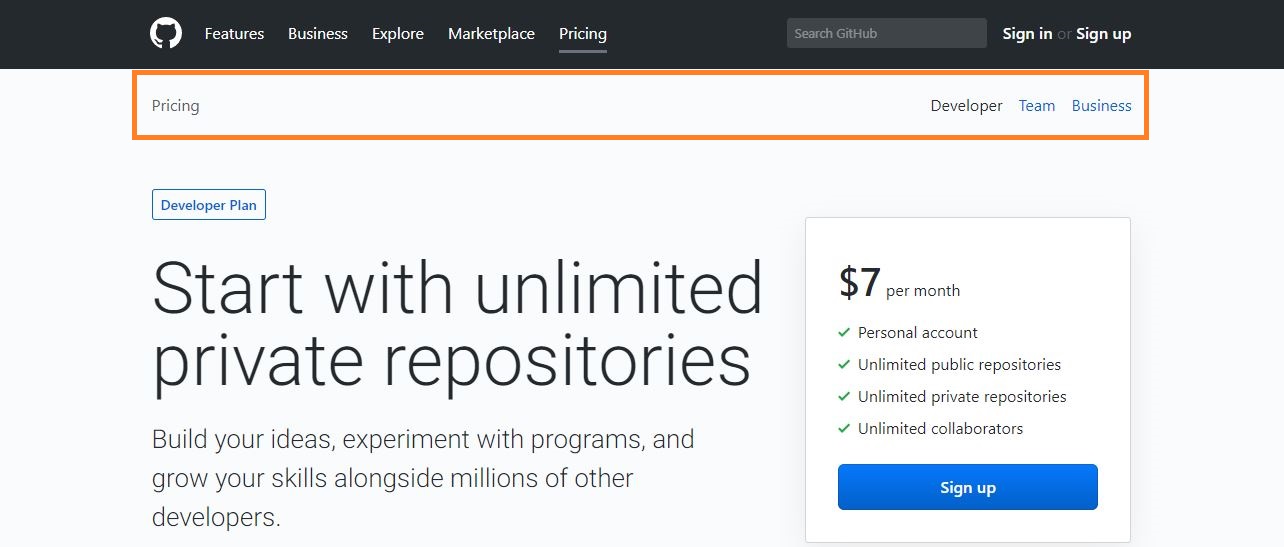 Features Business Explore Marketplace Pricing Search GitHub Sign in or Sign up
Pricing Developer Team Business
Developer Plan
Start with unlimited
private repositories
Build your ideas, experiment with programs, and
grow your skills alongside millions of other
developers.
$7 per month
Personal account
Unlimited public repositories
Unlimited private repositories
Unlimited collaborators
Sign up